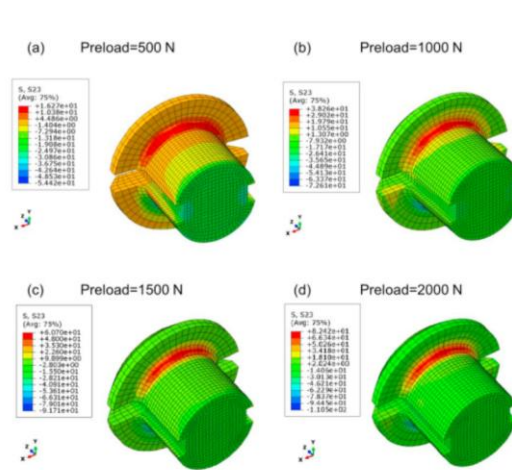 (a) Preload=500 N
S, S23
(Avg: 75%)
+1.627e+01
+1.038e+01
+4.486e+00
-1.404e+00
-7.294e+00
-1.318e+01
-1.908e+01
-2.497e+01
-3.086e+01
-3.675e+01
-4.264e+01
-4.853e+01
-5.442e+01
Y
Z
X
(b) Preload=1000 N
S, S23
(Avg: 75%)
+3.826e+01
+2.902e+01
+1.979e+01
+1.055e+01
+1.307e+00
-7.932e+00
-1.717e+01
-2.641e+01
-3.565e+01
-4.489e+01
-5.413e+01
-6.337e+01
-7.261e+01
Y
Z
X
(c) Preload=1500 N
S, S23
(Avg: 75%)
+6.070e+01
+4.800e+01
+3.530e+01
+2.260e+01
+9.899e+00
-2.803e+00
-1.550e+01
-2.821e+01
-4.091e+01
-5.361e+01
-6.631e+01
-7.901e+01
-9.171e+01
Y
Z
X
(d) Preload=2000 N
S, S23
(Avg: 75%)
+8.242e+01
+6.634e+01
+5.026e+01
+3.418e+01
+1.810e+01
+2.024e+00
-1.406e+01
-3.013e+01
-4.621e+01
-6.229e+01
-7.837e+01
-9.445e+01
-1.105e+02
Y
Z
X